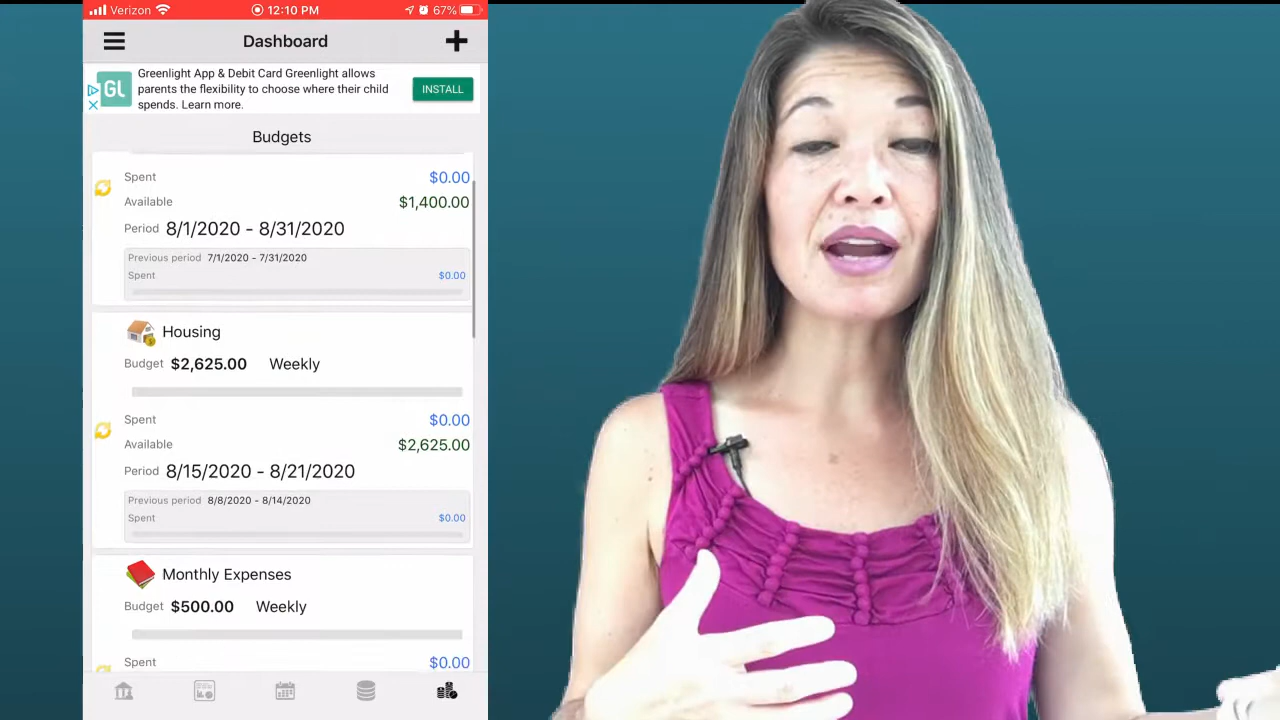 Verizon 12:10 PM 67%
Dashboard
GL
Greenlight App & Debit Card Greenlight allows
parents the flexibility to choose where their child
spends. Learn more.
INSTALL
Budgets
Spent $0.00
Available $1,400.00
Period 8/1/2020 - 8/31/2020
Previous period 7/1/2020 - 7/31/2020
Spent $0.00
Housing
Budget $2,625.00 Weekly
Spent $0.00
Available $2,625.00
Period 8/15/2020 - 8/21/2020
Previous period 8/8/2020 - 8/14/2020
Spent $0.00
Monthly Expenses
Budget $500.00 Weekly
Spent $0.00